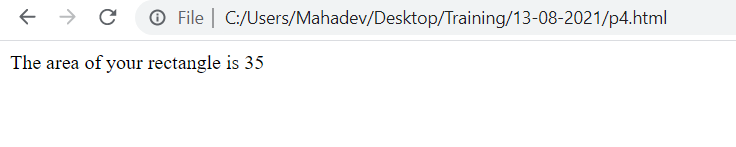 File | C:/Users/Mahadev/Desktop/Training/13-08-2021/p4.html
The area of your rectangle is 35